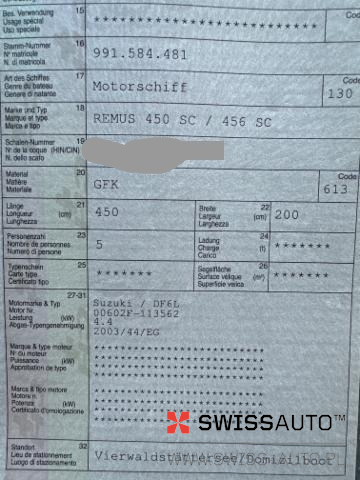 Bes. Verwendung 15
Usage spécial
Uso speciale
Cod
* * * * * * * * * * * * * * * * * * * * * * * * *
Stamm-Nummer 16
N° matricule
N. di matricola
991.584.481
Art des Schiffes 17
Genre du bateau
Genere di natante
Motorschiff
Code
130
Marke und Typ 18
Marque et type
Marca e tipo
REMUS 450 SC / 456 SC
Schalen-Nummer 19
N° de la coque (HIN/CIN)
N. dello scafo
Material 20
Matière
Materiale
GFK
Code
613
Länge 21
Longueur (cm)
Lunghezza
450
Breite 22
Largeur (cm)
Larghezza
200
Personenzahl 23
Nombre de personnes
Numero di persone
5
Ladung 24
Charge (t)
Carico
* * * * * * *
Typenschein 25
Carte type
Certificato tipo
* * * * * * *
Segelfläche 26
Surface vélique (m²)
Superficie velica
* * * * * * *
27-31
Motormarke & Typ
Motor Nr.
Leistung (kW)
Abgas-Typengenehmigung
Suzuki / DF6L
00602F-113562
4.4
2003/44/EG
Marque & type moteur
N° du moteur
Puissance (kW)
Approbation de type
Marca & tipo motore
Motore n.
Potenza (kW)
Certificato d'omologazione
SWISSAUTO™
Standort 32
Lieu de stationnement
Luogo di stazionamento
Vierwaldstättersee/Domizilboot